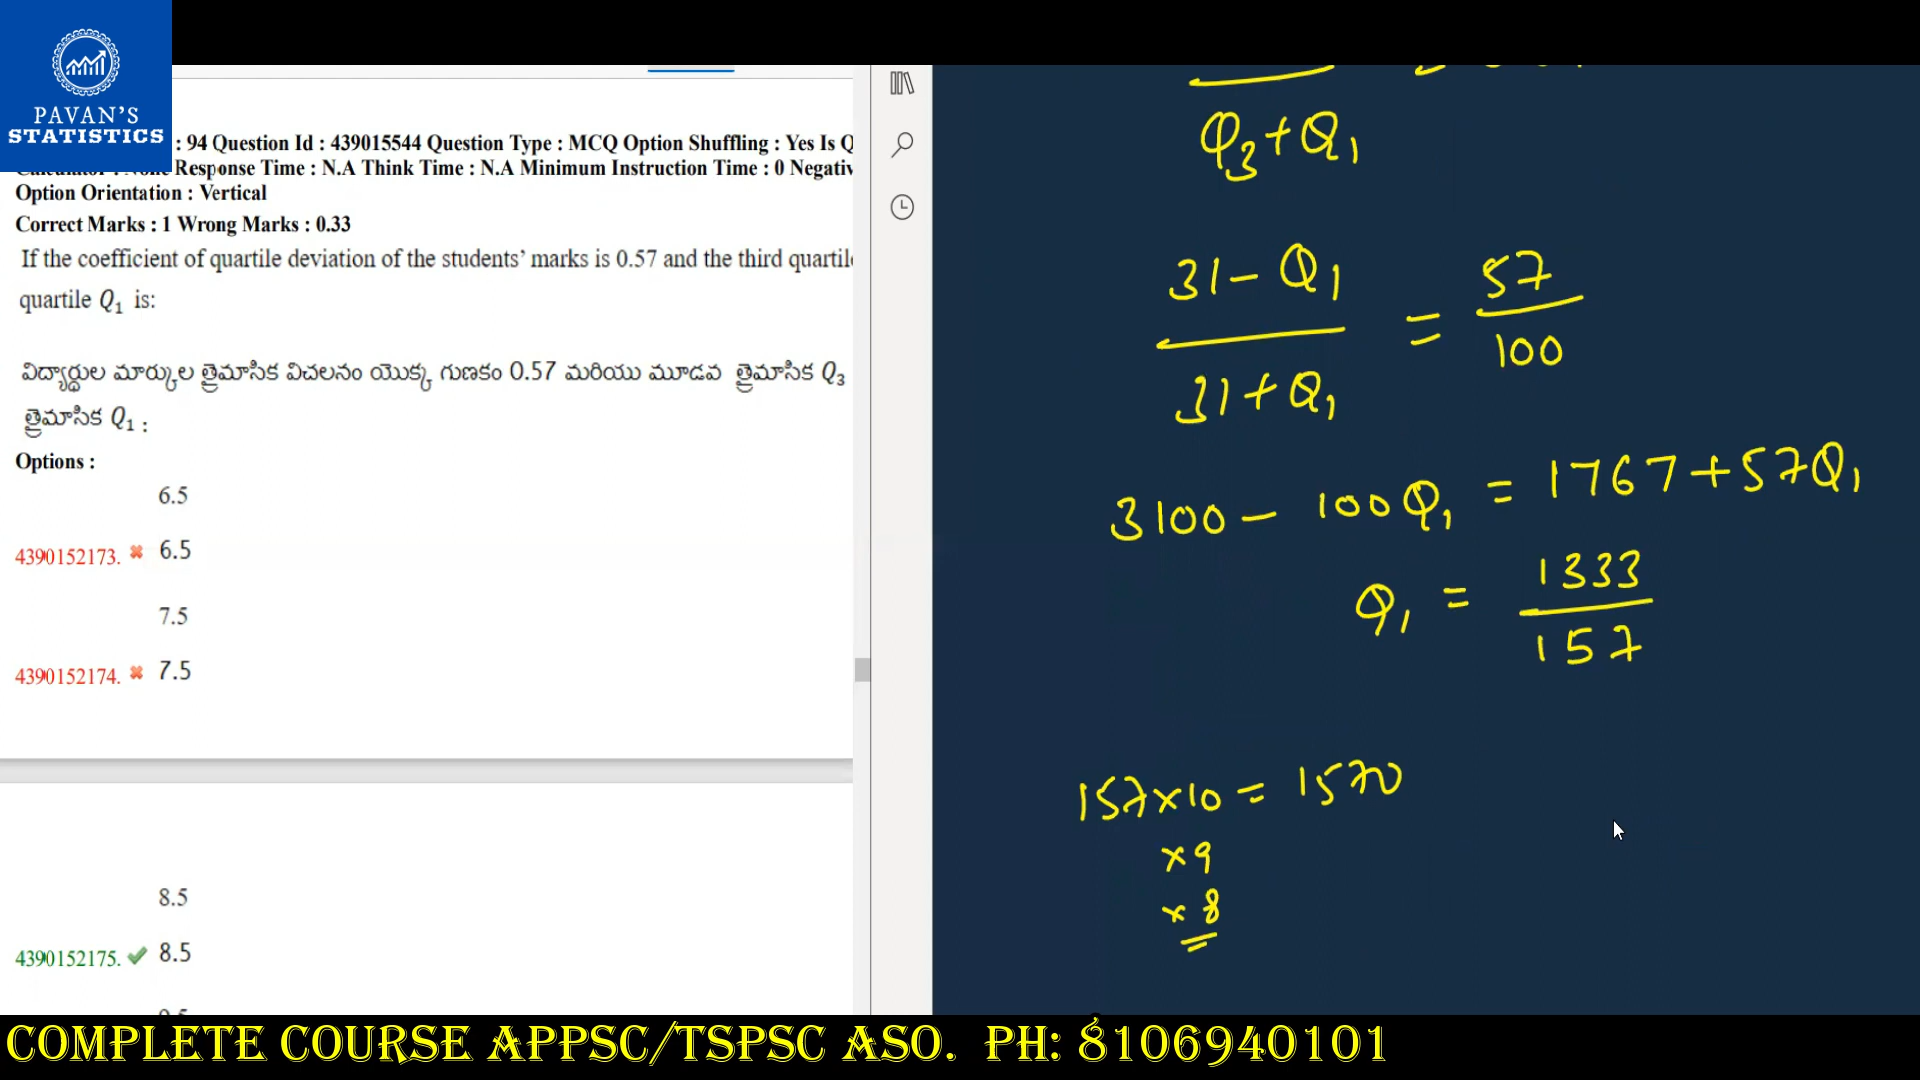 PAVAN'S
STATISTICS
: 94 Question Id : 439015544 Question Type : MCQ Option Shuffling : Yes Is Q
Response Time : N.A Think Time : N.A Minimum Instruction Time : 0 Negativ
Option Orientation : Vertical
Correct Marks : 1 Wrong Marks : 0.33
If the coefficient of quartile deviation of the students' marks is 0.57 and the third quartile
quartile Q₁ is:
విద్యార్థుల మార్కుల త్రైమాసిక విచలనం యొక్క గుణకం 0.57 మరియు మూడవ త్రైమాసిక Q₃
త్రైమాసిక Q₁ :
Options :
6.5
4390152173. ✖ 6.5
7.5
4390152174. ✖ 7.5
8.5
4390152175. ✔ 8.5
Q₃+Q₁
31 - Q₁
31 + Q₁
=
57
100
3100 - 100Q₁ = 1767+57Q₁
Q₁ = 1333
157
157×10 = 1570
×9
×8
COMPLETE COURSE APPSC/TSPSC ASO. PH: 8106940101